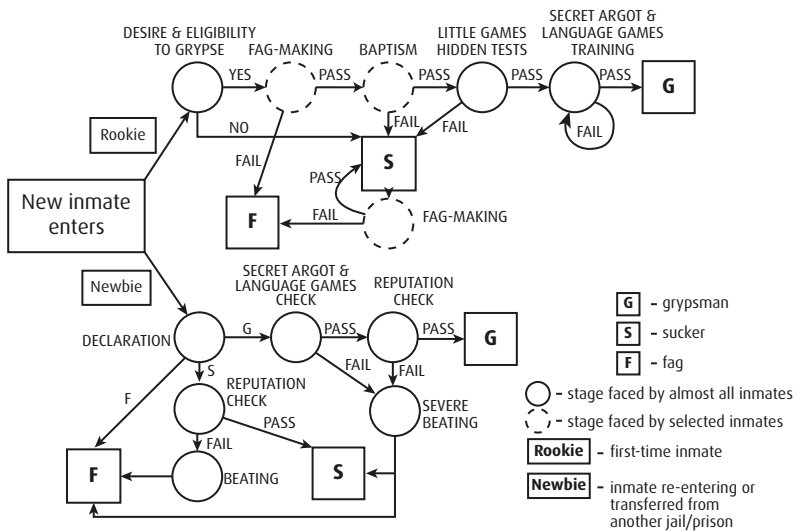 DESIRE & ELIGIBILITY
TO GRYPSE
FAG-MAKING
BAPTISM
LITTLE GAMES
HIDDEN TESTS
SECRET ARGOT &
LANGUAGE GAMES
TRAINING
YES
PASS
PASS
PASS
PASS
G
Rookie
NO
FAIL
FAIL
FAIL
FAIL
S
PASS
New inmate
enters
F
FAIL
FAG-MAKING
Newbie
SECRET ARGOT &
LANGUAGE GAMES
CHECK
REPUTATION
CHECK
DECLARATION
G
PASS
PASS
G
S
FAIL
FAIL
F
REPUTATION
CHECK
PASS
SEVERE
BEATING
FAIL
F
BEATING
S
G - grypsman
S - sucker
F - fag
- stage faced by almost all inmates
- stage faced by selected inmates
Rookie - first-time inmate
Newbie - inmate re-entering or
transferred from
another jail/prison